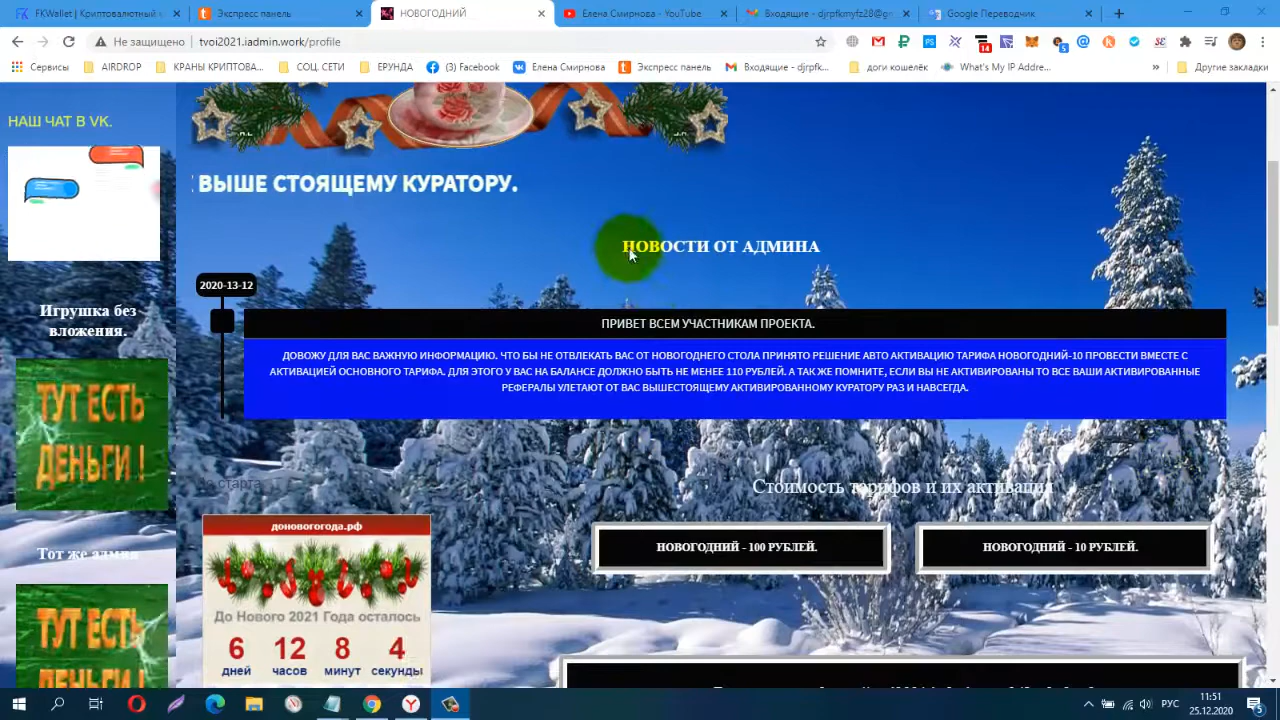 FKWallet | Криптовалютный к
Экспресс панель
НОВОГОДНИЙ
Елена Смирнова - YouTube
Входящие - djrpfkmyfz28@gm
Google Переводчик
Не защищено | tvoi2021.iadmin.work/profile
Сервисы
AIRDROP
КРАНЫ КРИПТОВА...
СОЦ. СЕТИ
ЕРУНДА
(3) Facebook
Елена Смирнова
Экспресс панель
Входящие - djrpfk...
доги кошелёк
What's My IP Addre...
Другие закладки
НАШ ЧАТ В VK.
ВЫШЕ СТОЯЩЕМУ КУРАТОРУ.
НОВОСТИ ОТ АДМИНА
2020-13-12
ПРИВЕТ ВСЕМ УЧАСТНИКАМ ПРОЕКТА.
ДОВОЖУ ДЛЯ ВАС ВАЖНУЮ ИНФОРМАЦИЮ. ЧТО БЫ НЕ ОТВЛЕКАТЬ ВАС ОТ НОВОГОДНЕГО СТОЛА ПРИНЯТО РЕШЕНИЕ АВТО АКТИВАЦИЮ ТАРИФА НОВОГОДНИЙ-10 ПРОВЕСТИ ВМЕСТЕ С
АКТИВАЦИЕЙ ОСНОВНОГО ТАРИФА. ДЛЯ ЭТОГО У ВАС НА БАЛАНСЕ ДОЛЖНО БЫТЬ НЕ МЕНЕЕ 110 РУБЛЕЙ. А ТАК ЖЕ ПОМНИТЕ, ЕСЛИ ВЫ НЕ АКТИВИРОВАНЫ ТО ВСЕ ВАШИ АКТИВИРОВАННЫЕ
РЕФЕРАЛЫ УЛЕТАЮТ ОТ ВАС ВЫШЕСТОЯЩЕМУ АКТИВИРОВАННОМУ КУРАТОРУ РАЗ И НАВСЕГДА.
Игрушка без
вложения.
ТУТ ЕСТЬ
ДЕНЬГИ !
Тот же админ
ТУТ ЕСТЬ
старта
доновогогода.рф
До Нового 2021 Года осталось
6 12 8 4
дней часов минут секунды
Стоимость тарифов и их активация
НОВОГОДНИЙ - 100 РУБЛЕЙ.
НОВОГОДНИЙ - 10 РУБЛЕЙ.
РУС
11:51
25.12.2020